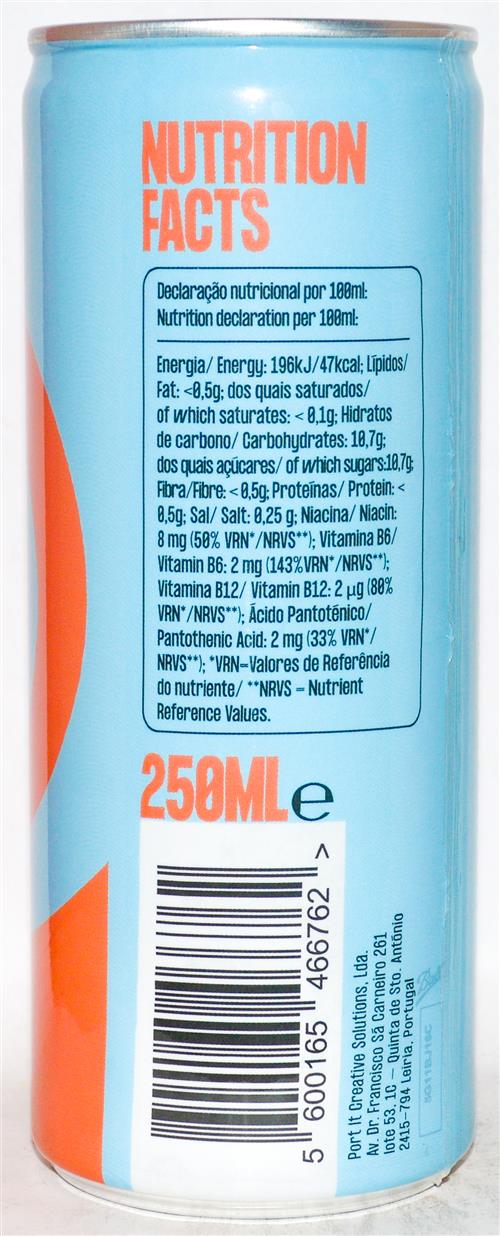 NUTRITION
FACTS
Declaração nutricional por 100ml:
Nutrition declaration per 100ml:
Energia/ Energy: 196kJ/47kcal; Lípidos/
Fat: <0,5g; dos quais saturados/
of which saturates: < 0,1g; Hidratos
de carbono/ Carbohydrates: 10,7g;
dos quais açúcares/ of which sugars:10,7g;
Fibra/Fibre: < 0,5g; Proteínas/ Protein: <
0,5g; Sal/ Salt: 0,25 g; Niacina/ Niacin:
8 mg (50% VRN*/NRVS**); Vitamina B6/
Vitamin B6: 2 mg (143%VRN*/NRVS**);
Vitamina B12/ Vitamin B12: 2 µg (80%
VRN*/NRVS**); Ácido Pantoténico/
Pantothenic Acid: 2 mg (33% VRN*/
NRVS**); *VRN-Valores de Referência
do nutriente/ **NRVS - Nutrient
Reference Values.
250ML e
5 600165 466762 >
Port It Creative Solutions, Lda.
Av. Dr. Francisco Sá Carneiro 261
lote 53, 1C - Quinta de Sto. António
2415-794 Leiria, Portugal